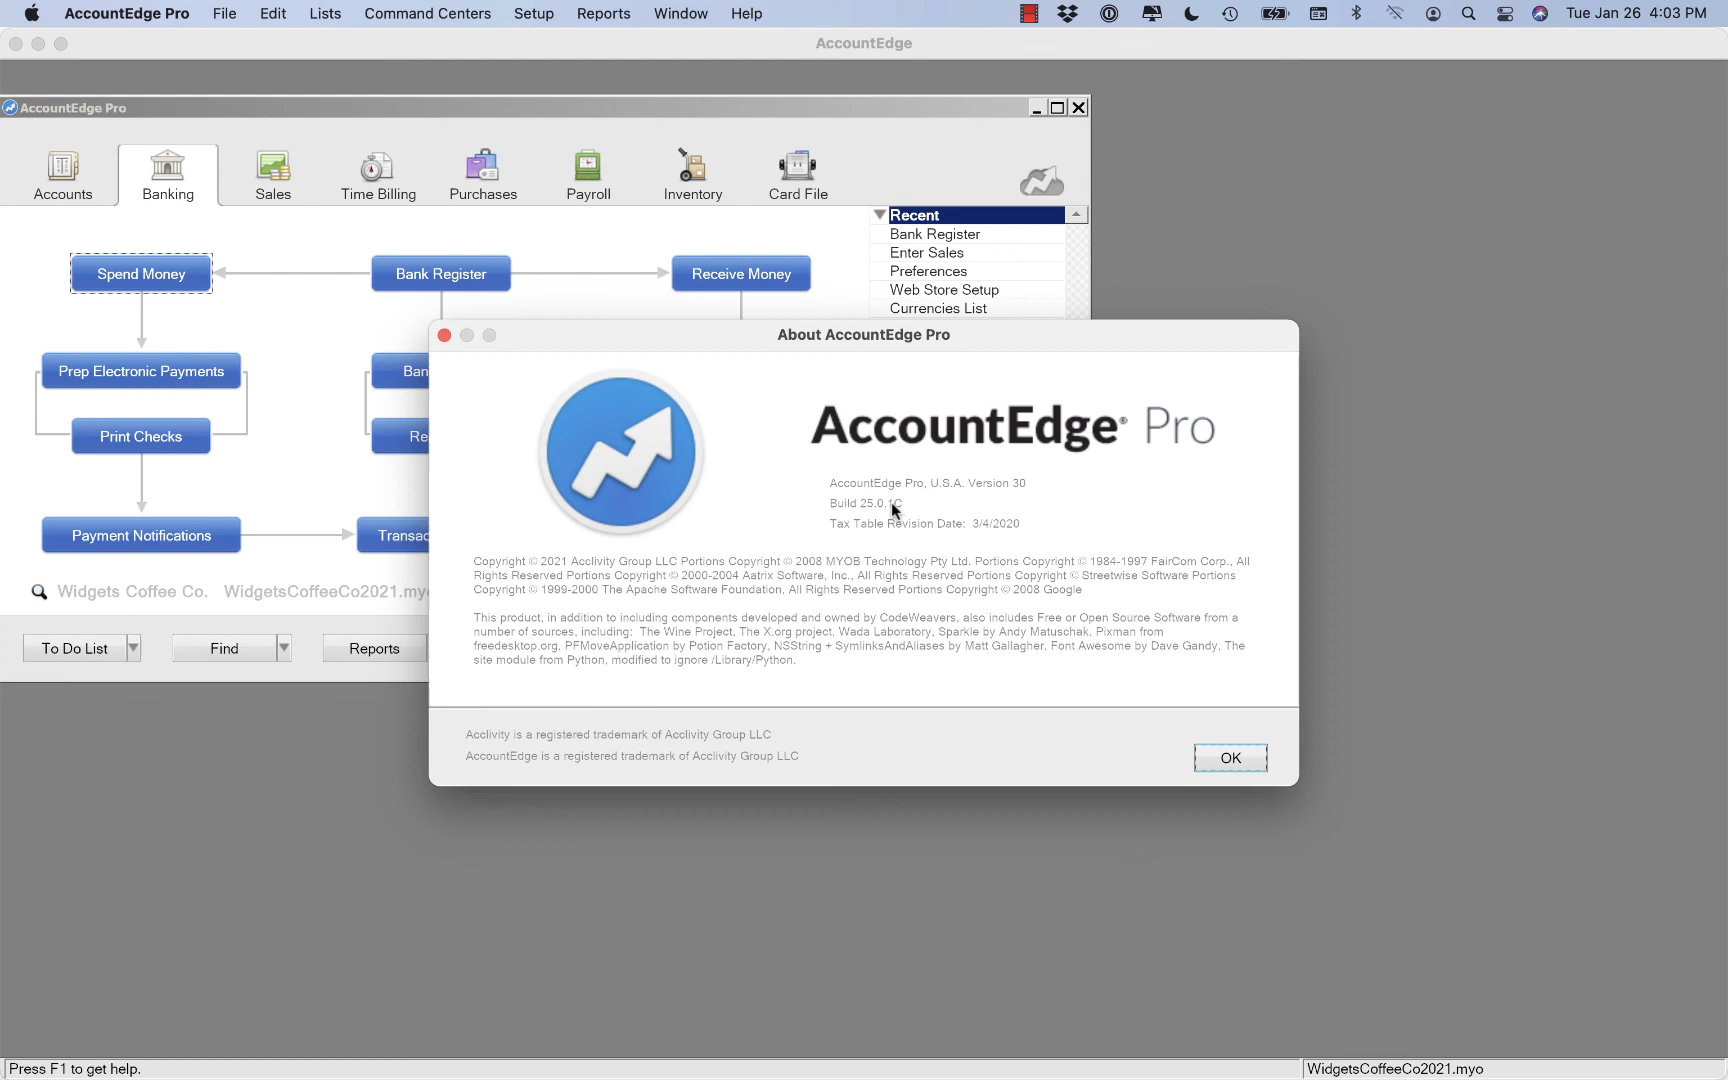 AccountEdge Pro File Edit Lists Command Centers Setup Reports Window Help Tue Jan 26 4:03 PM
AccountEdge
AccountEdge Pro
Accounts Banking Sales Time Billing Purchases Payroll Inventory Card File
Recent
Bank Register
Enter Sales
Preferences
Web Store Setup
Currencies List
Spend Money Bank Register Receive Money
Prep Electronic Payments Ban
Print Checks Re
Payment Notifications Transac
Widgets Coffee Co. WidgetsCoffeeCo2021.my
To Do List Find Reports
About AccountEdge Pro
AccountEdge® Pro
AccountEdge Pro, U.S.A. Version 30
Build 25.0.1C
Tax Table Revision Date: 3/4/2020
Copyright © 2021 Acclivity Group LLC Portions Copyright © 2008 MYOB Technology Pty Ltd. Portions Copyright © 1984-1997 FairCom Corp., All
Rights Reserved Portions Copyright © 2000-2004 Aatrix Software, Inc., All Rights Reserved Portions Copyright © Streetwise Software Portions
Copyright © 1999-2000 The Apache Software Foundation, All Rights Reserved Portions Copyright © 2008 Google
This product, in addition to including components developed and owned by CodeWeavers, also includes Free or Open Source Software from a
number of sources, including: The Wine Project, The X.org project, Wada Laboratory, Sparkle by Andy Matuschak, Pixman from
freedesktop.org, PFMoveApplication by Potion Factory, NSString + SymlinksAndAliases by Matt Gallagher, Font Awesome by Dave Gandy, The
site module from Python, modified to ignore /Library/Python.
Acclivity is a registered trademark of Acclivity Group LLC
AccountEdge is a registered trademark of Acclivity Group LLC
OK
Press F1 to get help. WidgetsCoffeeCo2021.myo